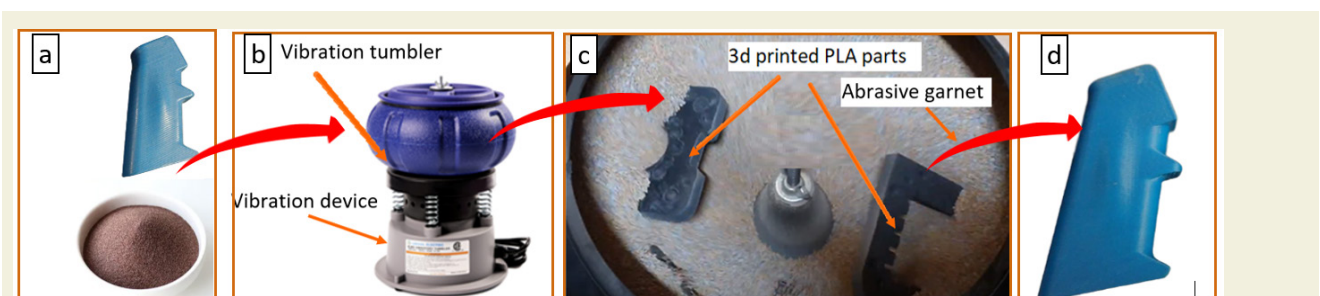 a
b
Vibration tumbler
Vibration device
c
3d printed PLA parts
Abrasive garnet
d